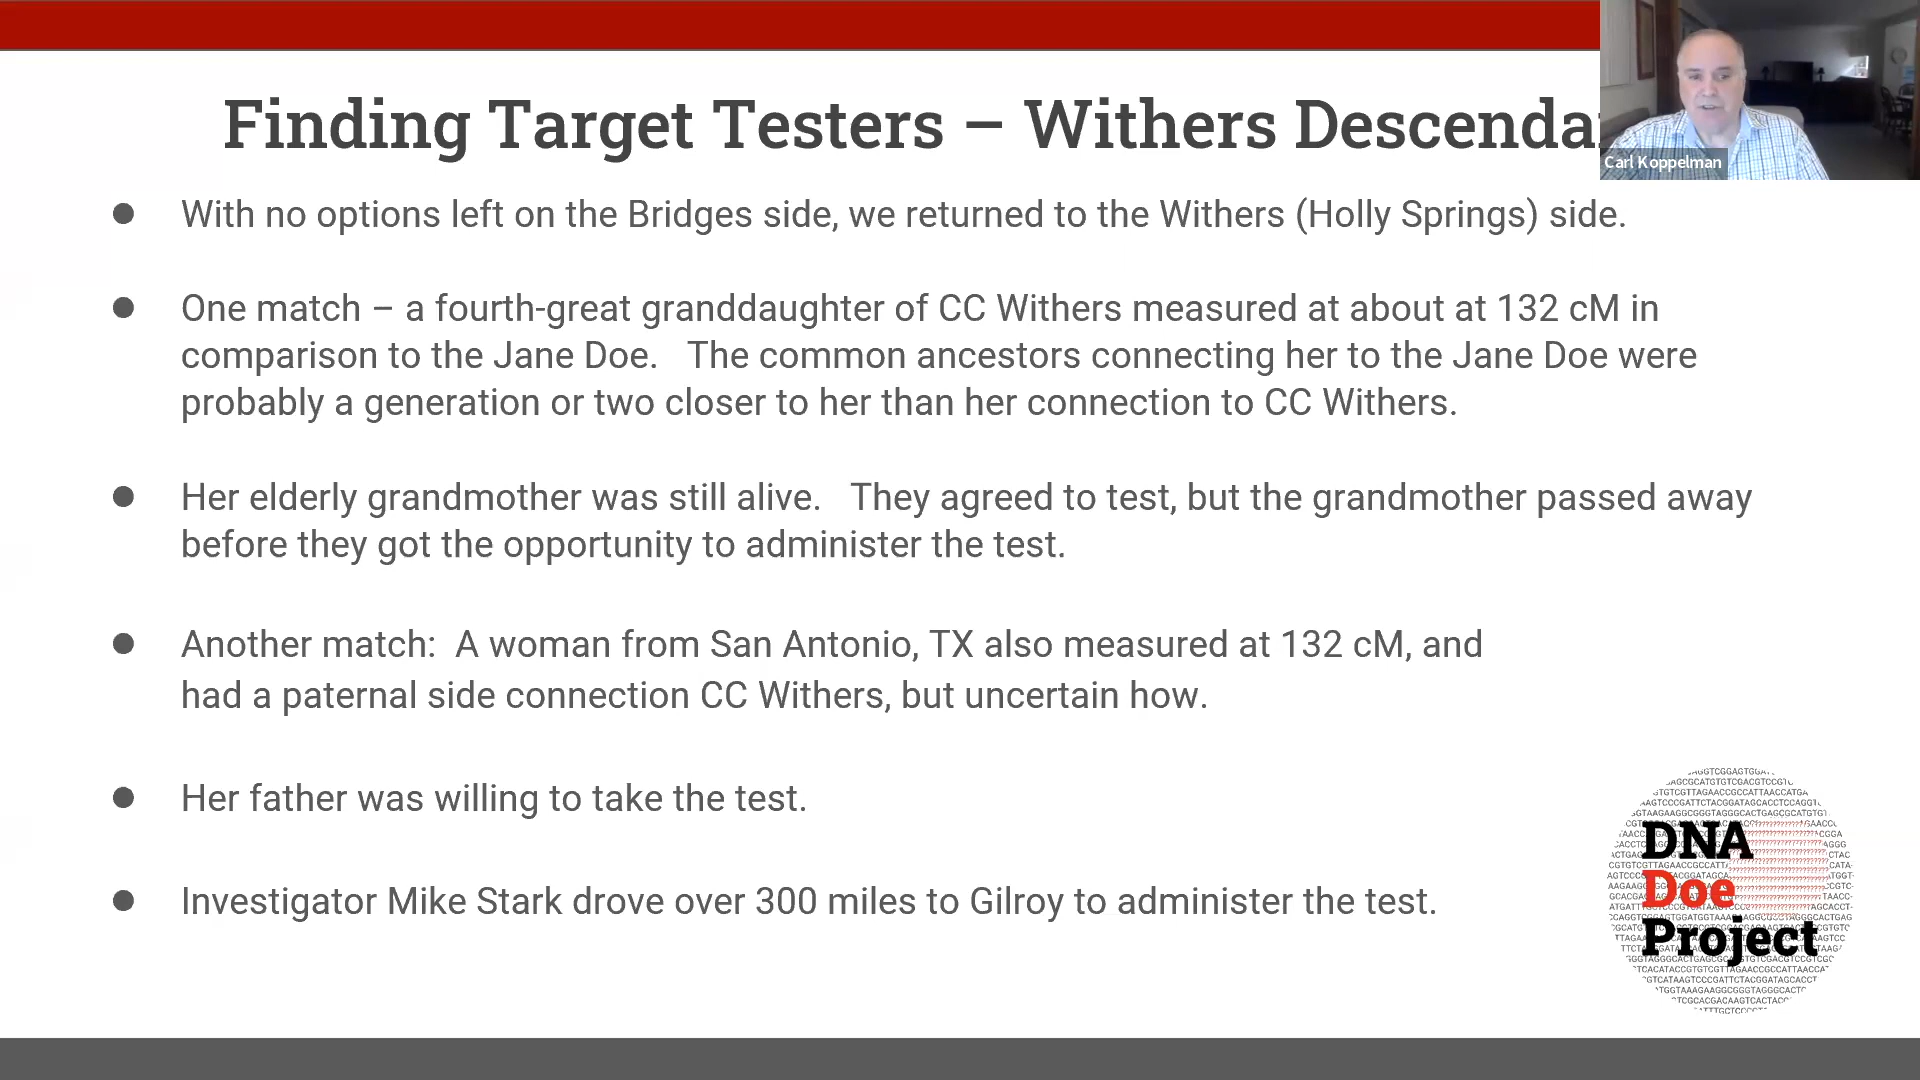 Finding Target Testers – Withers Descenda
Carl Koppelman
● With no options left on the Bridges side, we returned to the Withers (Holly Springs) side.
● One match – a fourth-great granddaughter of CC Withers measured at about at 132 cM in
comparison to the Jane Doe. The common ancestors connecting her to the Jane Doe were
probably a generation or two closer to her than her connection to CC Withers.
● Her elderly grandmother was still alive. They agreed to test, but the grandmother passed away
before they got the opportunity to administer the test.
● Another match: A woman from San Antonio, TX also measured at 132 cM, and
had a paternal side connection CC Withers, but uncertain how.
● Her father was willing to take the test.
● Investigator Mike Stark drove over 300 miles to Gilroy to administer the test.
DNA
Doe
Project